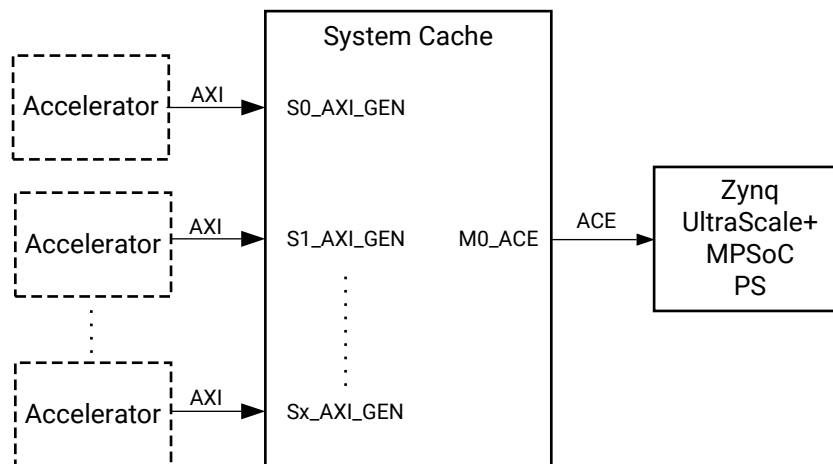 System Cache
Accelerator
AXI
S0_AXI_GEN
Accelerator
AXI
S1_AXI_GEN
M0_ACE
ACE
Zynq
UltraScale+
MPSoC
PS
Accelerator
AXI
Sx_AXI_GEN